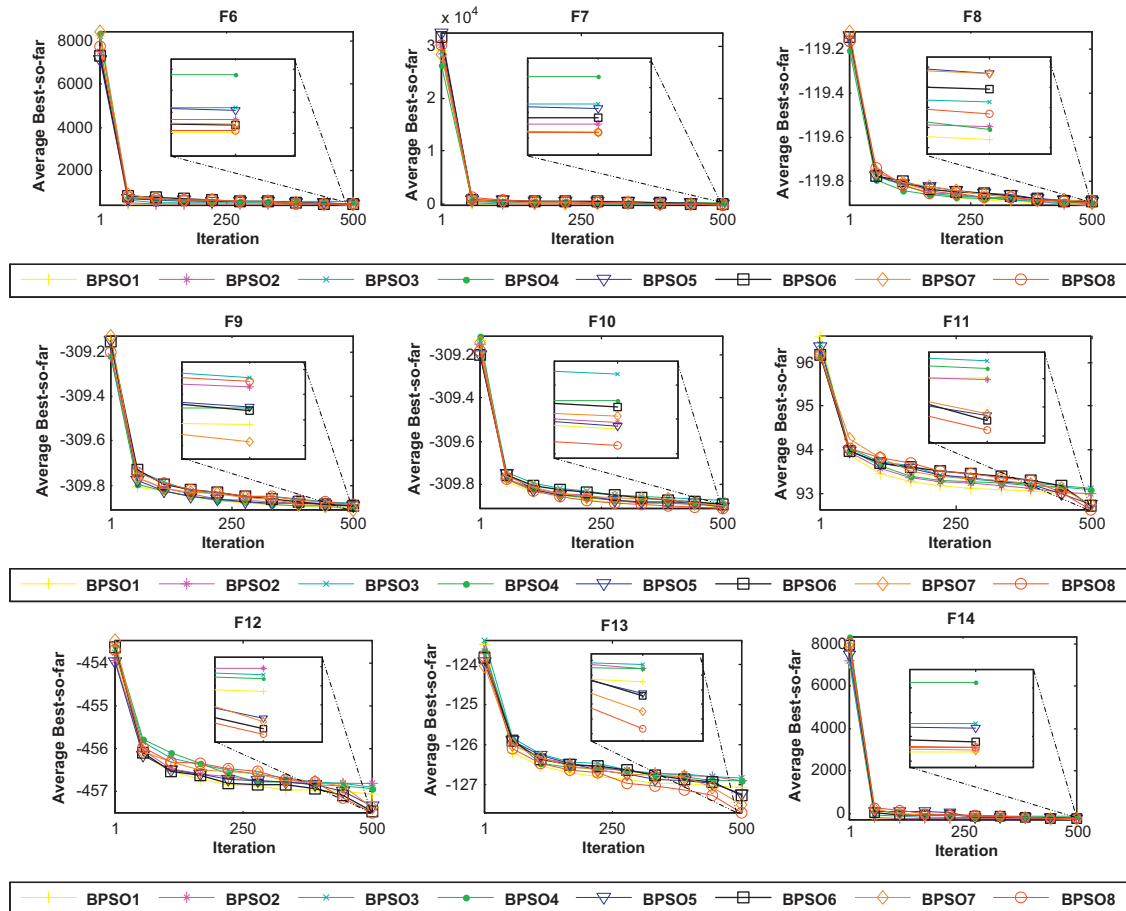 F6
Average Best-so-far
8000
6000
4000
2000
1
250
500
Iteration
F7
x 10^4
Average Best-so-far
3
2
1
0
1
250
500
Iteration
F8
Average Best-so-far
-119.2
-119.4
-119.6
-119.8
1
250
500
Iteration
BPSO1 BPSO2 BPSO3 BPSO4 BPSO5 BPSO6 BPSO7 BPSO8
F9
Average Best-so-far
-309.2
-309.4
-309.6
-309.8
1
250
500
Iteration
F10
Average Best-so-far
-309.2
-309.4
-309.6
-309.8
1
250
500
Iteration
F11
Average Best-so-far
96
95
94
93
1
250
500
Iteration
BPSO1 BPSO2 BPSO3 BPSO4 BPSO5 BPSO6 BPSO7 BPSO8
F12
Average Best-so-far
-454
-455
-456
-457
1
250
500
Iteration
F13
Average Best-so-far
-124
-125
-126
-127
1
250
500
Iteration
F14
Average Best-so-far
8000
6000
4000
2000
0
1
250
500
Iteration
BPSO1 BPSO2 BPSO3 BPSO4 BPSO5 BPSO6 BPSO7 BPSO8